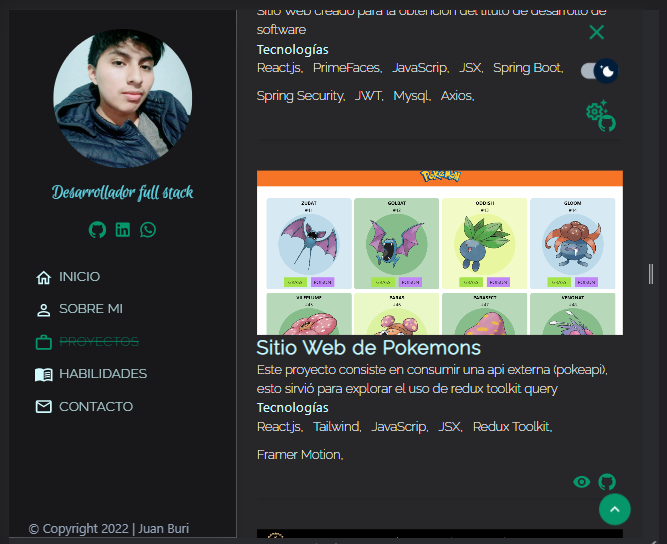 Desarrollador full stack
INICIO
SOBRE MI
PROYECTOS
HABILIDADES
CONTACTO
© Copyright 2022 | Juan Buri
Sitio Web creado para la obtención del título de desarrollo de
software
Tecnologías
React.js, PrimeFaces, JavaScrip, JSX, Spring Boot,
Spring Security, JWT, Mysql, Axios,
Pokémon
ZUBAT
GOLBAT
ODDISH
GLOOM
VILEPLUME
PARAS
PARASECT
VENONAT
Sitio Web de Pokemons
Este proyecto consiste en consumir una api externa (pokeapi),
esto sirvió para explorar el uso de redux toolkit query
Tecnologías
React.js, Tailwind, JavaScrip, JSX, Redux Toolkit,
Framer Motion,